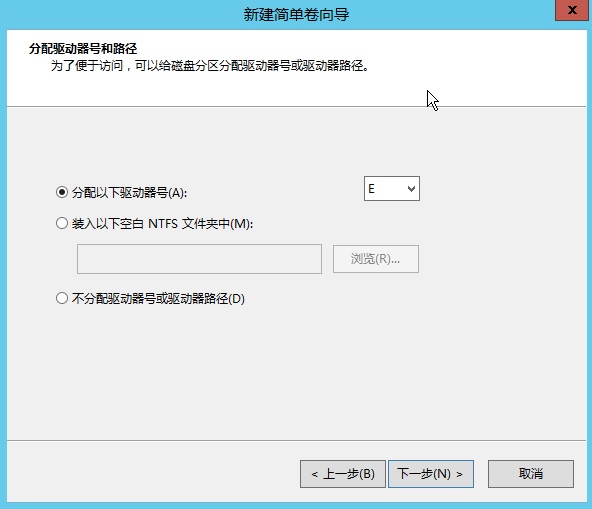 新建简单卷向导
x
分配驱动器号和路径
为了便于访问，可以给磁盘分区分配驱动器号或驱动器路径。
分配以下驱动器号(A):
E
装入以下空白 NTFS 文件夹中(M):
浏览(R)...
不分配驱动器号或驱动器路径(D)
< 上一步(B)
下一步(N) >
取消